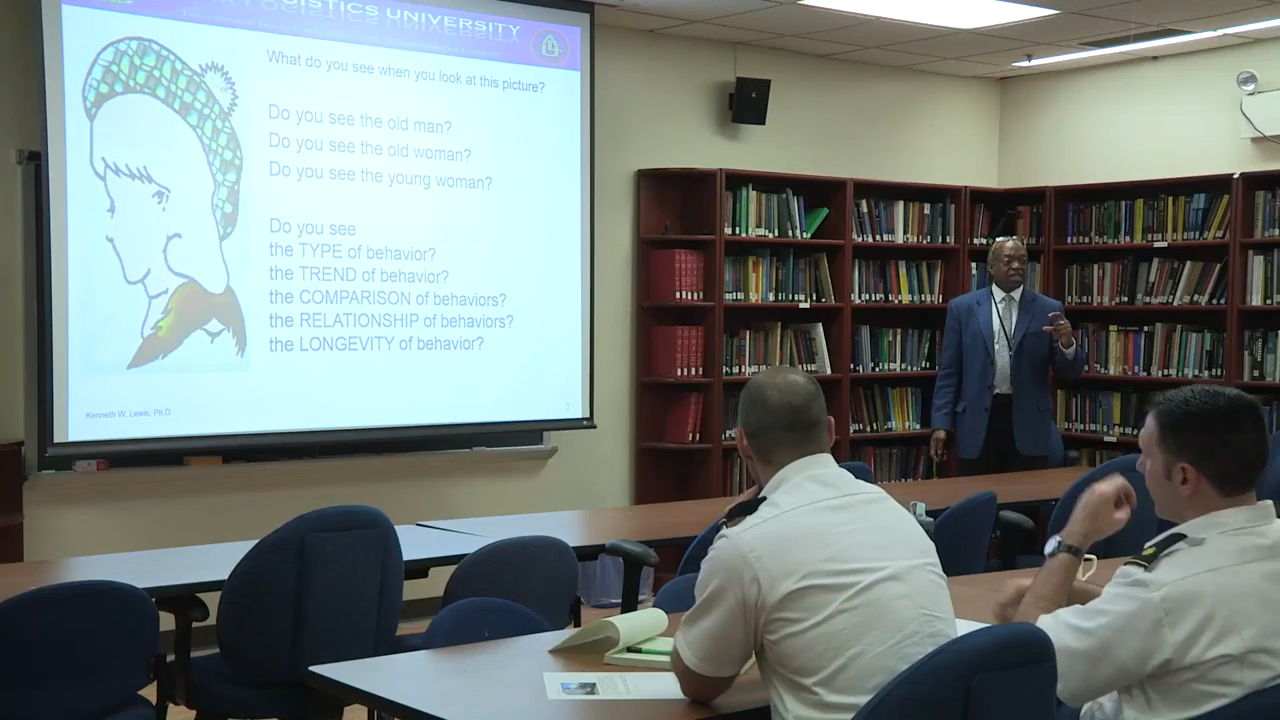 ISTICS UNIVERSITY
What do you see when you look at this picture?
Do you see the old man?
Do you see the old woman?
Do you see the young woman?
Do you see
the TYPE of behavior?
the TREND of behavior?
the COMPARISON of behaviors?
the RELATIONSHIP of behaviors?
the LONGEVITY of behavior?
Kenneth W. Lewis, Ph.D.
2